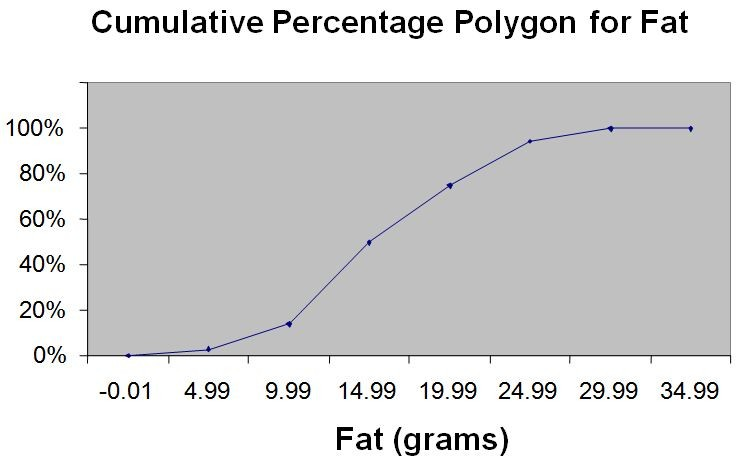 Cumulative Percentage Polygon for Fat
100%
80%
60%
40%
20%
0%
-0.01 4.99 9.99 14.99 19.99 24.99 29.99 34.99
Fat (grams)